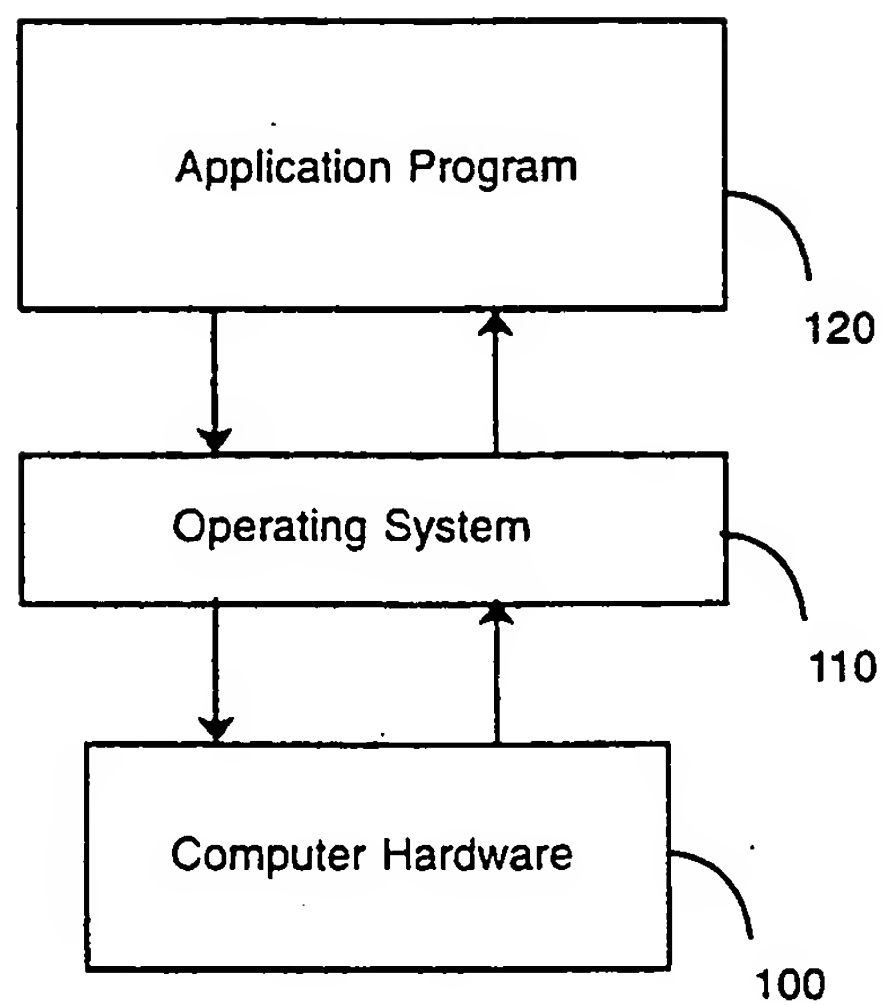 Application Program
120
Operating System
110
Computer Hardware
100